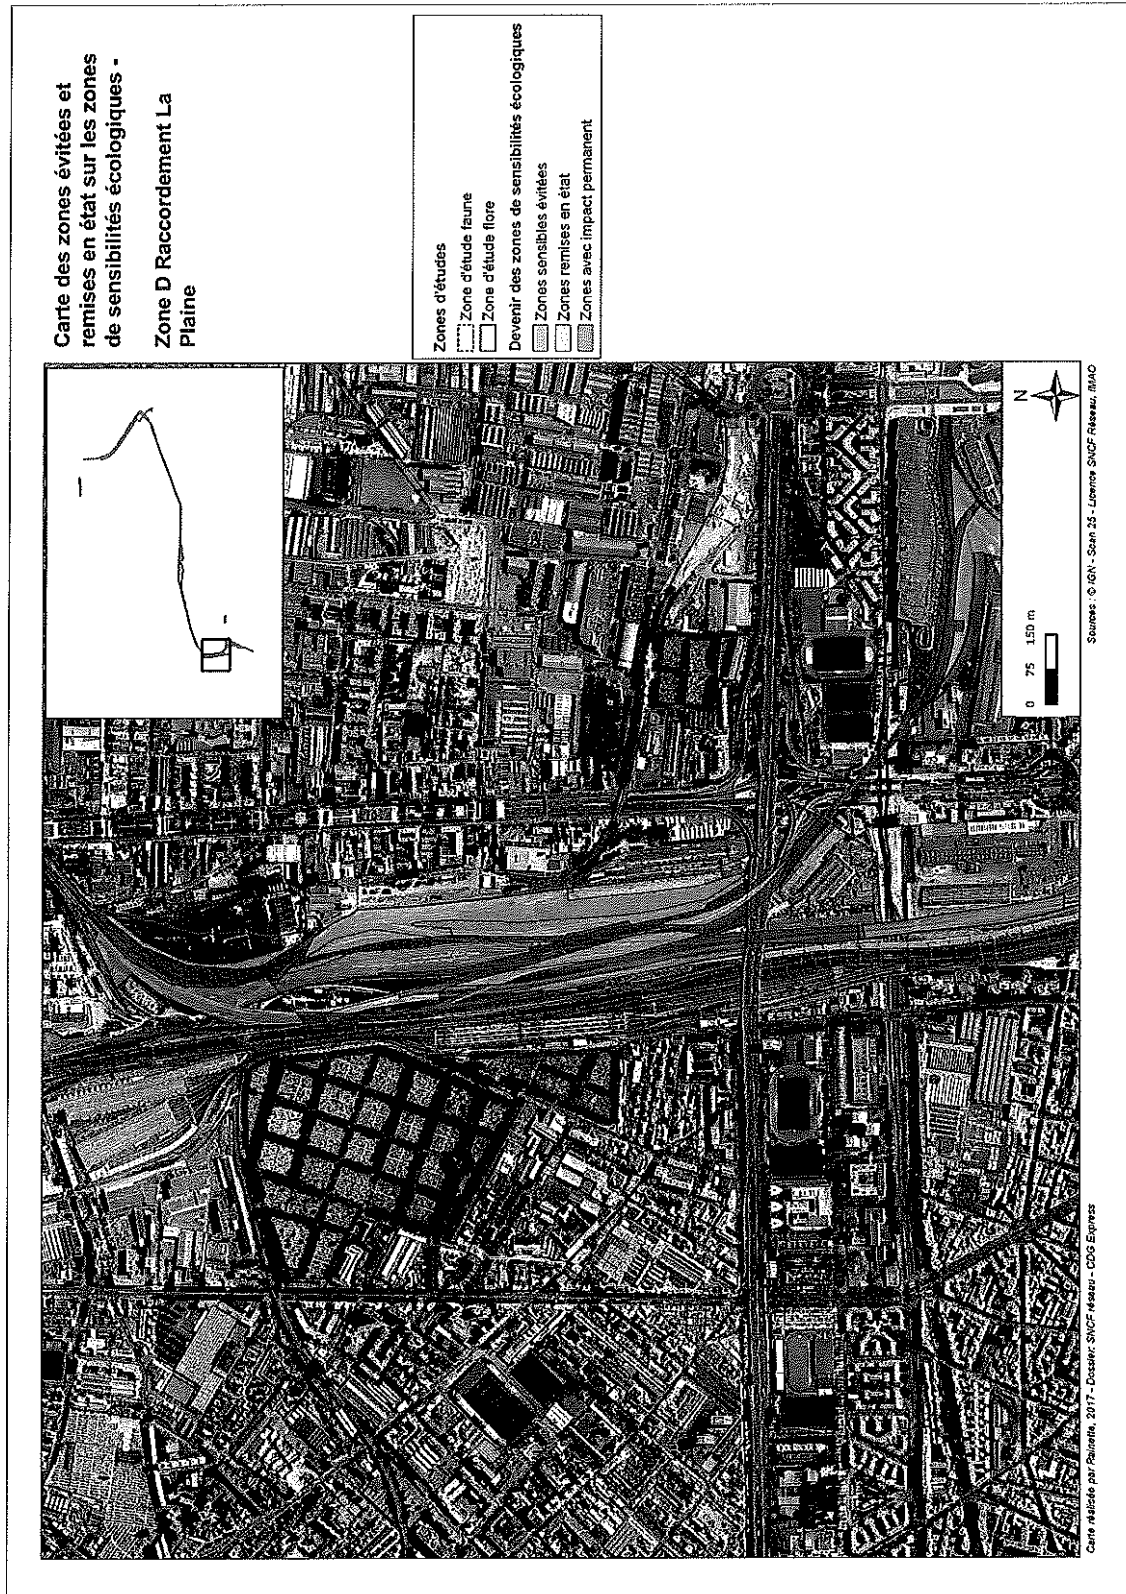 Carte des zones évitées et
remises en état sur les zones
de sensibilités écologiques -
Zone D Raccordement La
Plaine
Zones d'études
Zone d'étude faune
Zone d'étude flore
Devenir des zones de sensibilités écologiques
Zones sensibles évitées
Zones remises en état
Zones avec impact permanent
N
0 75 150 m
Carte réalisée par Palinette, 2017 - Dossier: SNCF réseau - CDG Express
Sources : © IGN - Scan 25 - Licence SNCF Réseau, IMAO